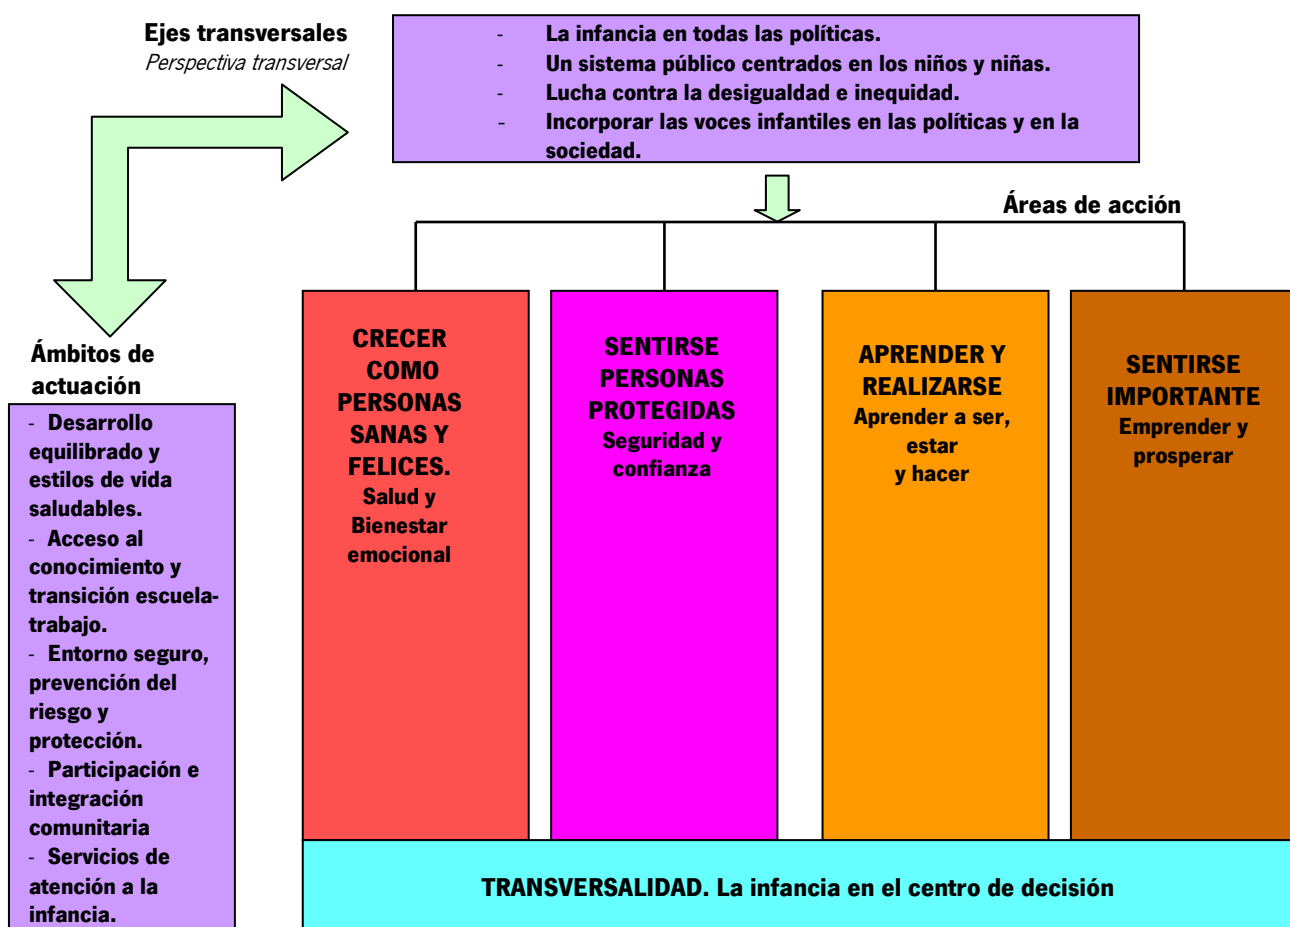 Ejes transversales
Perspectiva transversal
- La infancia en todas las políticas.
- Un sistema público centrados en los niños y niñas.
- Lucha contra la desigualdad e inequidad.
- Incorporar las voces infantiles en las políticas y en la
sociedad.
Áreas de acción
Ámbitos de
actuación
- Desarrollo
equilibrado y
estilos de vida
saludables.
- Acceso al
conocimiento y
transición escuela-
trabajo.
- Entorno seguro,
prevención del
riesgo y
protección.
- Participación e
integración
comunitaria
- Servicios de
atención a la
infancia.
CRECER
COMO
PERSONAS
SANAS Y
FELICES.
Salud y
Bienestar
emocional
SENTIRSE
PERSONAS
PROTEGIDAS
Seguridad y
confianza
APRENDER Y
REALIZARSE
Aprender a ser,
estar
y hacer
SENTIRSE
IMPORTANTE
Emprender y
prosperar
TRANSVERSALIDAD. La infancia en el centro de decisión